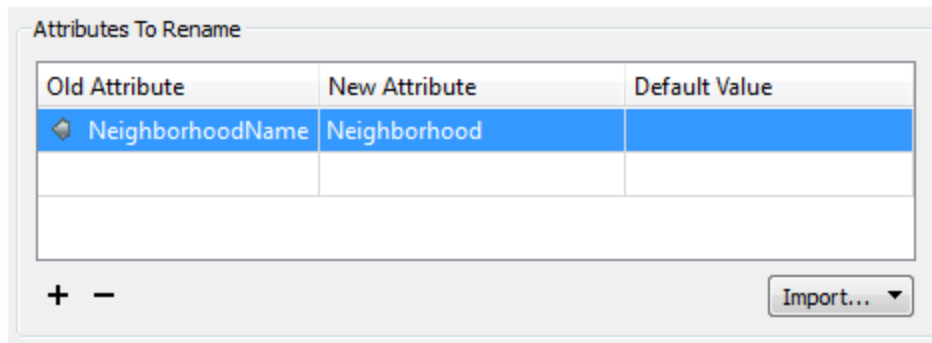 Attributes To Rename
Old Attribute New Attribute Default Value
NeighborhoodName Neighborhood
+ −
Import...